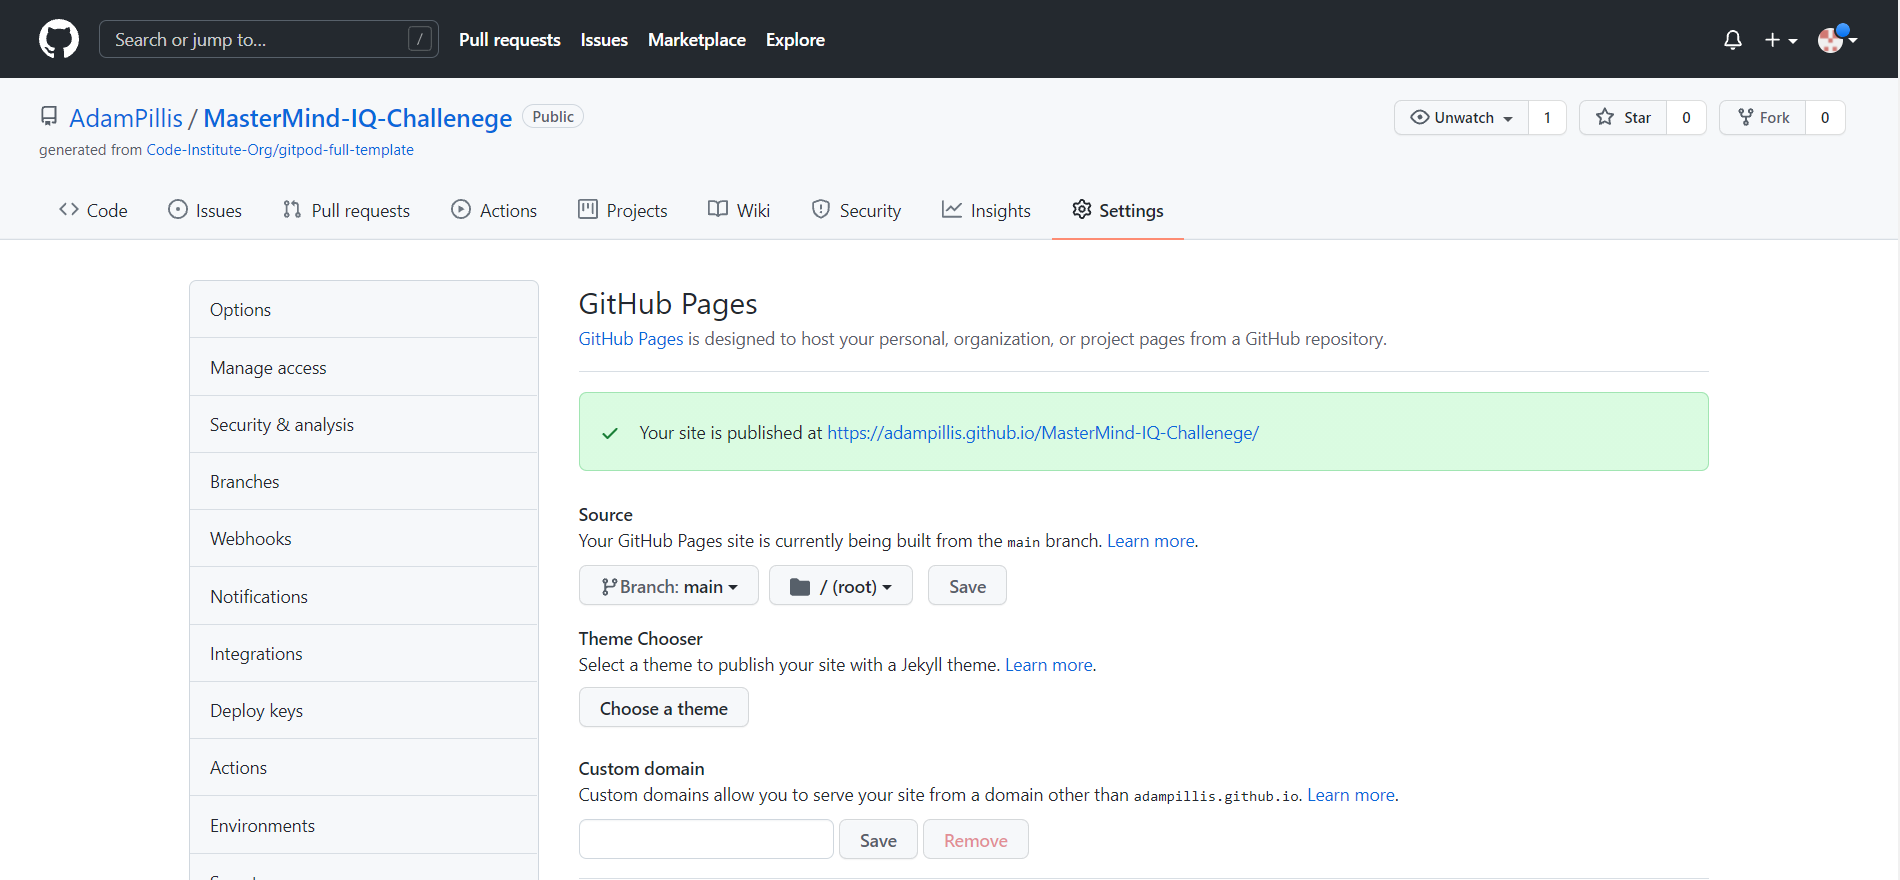 Search or jump to... /
Pull requests Issues Marketplace Explore
AdamPillis / MasterMind-IQ-Challenege Public
Unwatch 1 Star 0 Fork 0
generated from Code-Institute-Org/gitpod-full-template
Code Issues Pull requests Actions Projects Wiki Security Insights Settings
Options
Manage access
Security & analysis
Branches
Webhooks
Notifications
Integrations
Deploy keys
Actions
Environments
GitHub Pages
GitHub Pages is designed to host your personal, organization, or project pages from a GitHub repository.
Your site is published at https://adampillis.github.io/MasterMind-IQ-Challenege/
Source
Your GitHub Pages site is currently being built from the main branch. Learn more.
Branch: main / (root) Save
Theme Chooser
Select a theme to publish your site with a Jekyll theme. Learn more.
Choose a theme
Custom domain
Custom domains allow you to serve your site from a domain other than adampillis.github.io. Learn more.
Save Remove